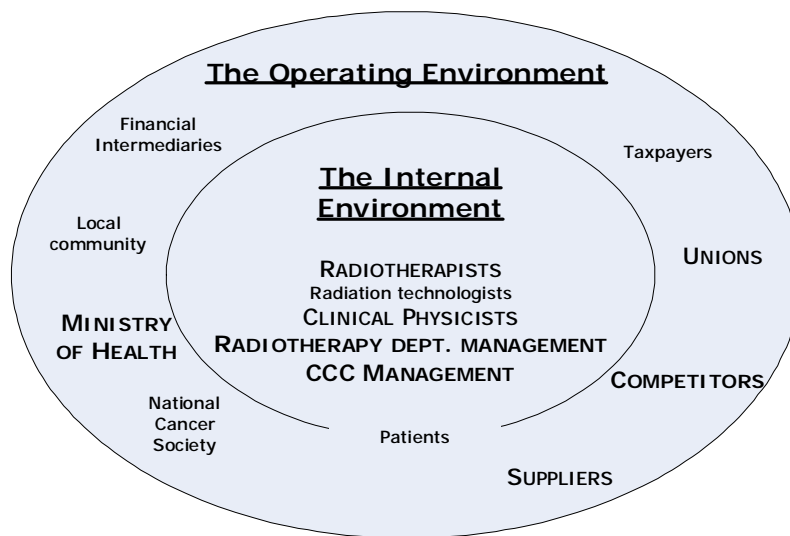 The Operating Environment
Financial
Intermediaries
Taxpayers
The Internal
Environment
Local
community
UNIONS
RADIOTHERAPISTS
Radiation technologists
CLINICAL PHYSICISTS
MINISTRY
OF HEALTH
RADIOTHERAPY DEPT. MANAGEMENT
CCC MANAGEMENT
COMPETITORS
National
Cancer
Society
Patients
SUPPLIERS